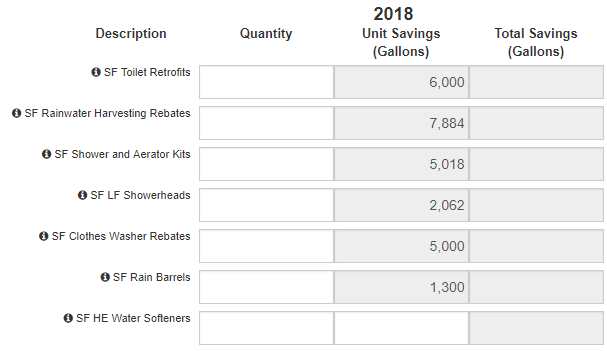 2018
Description Quantity Unit Savings (Gallons) Total Savings (Gallons)
SF Toilet Retrofits 6,000
SF Rainwater Harvesting Rebates 7,884
SF Shower and Aerator Kits 5,018
SF LF Showerheads 2,062
SF Clothes Washer Rebates 5,000
SF Rain Barrels 1,300
SF HE Water Softeners